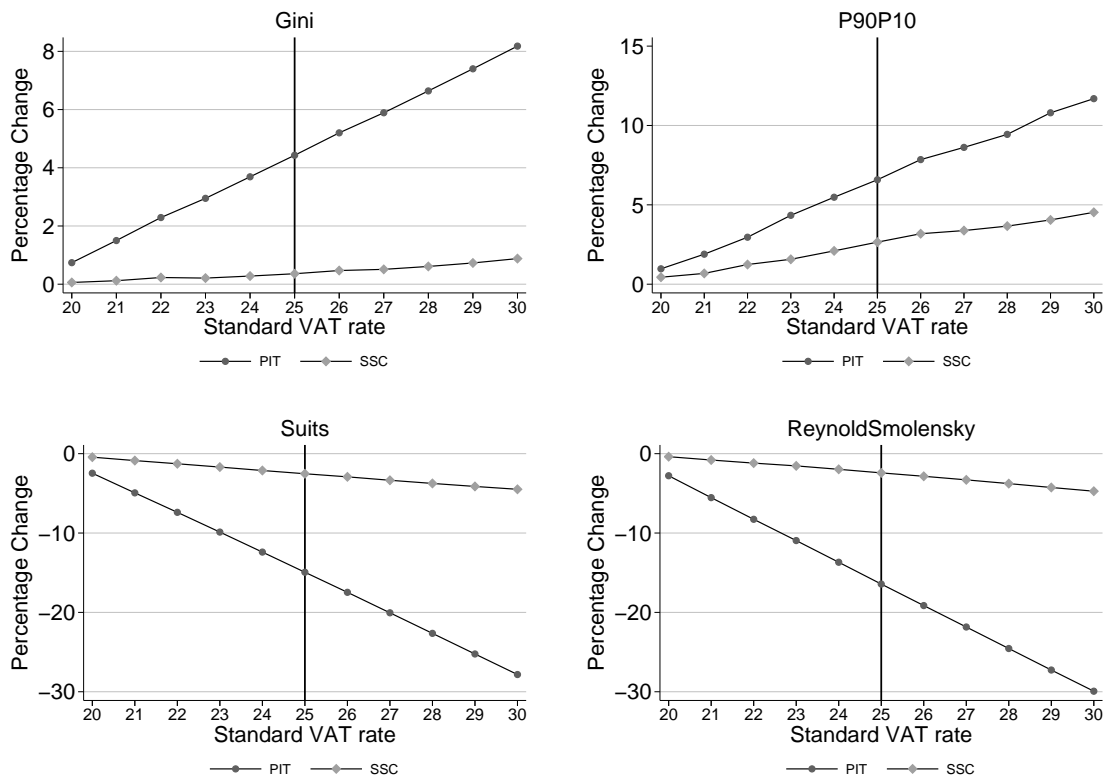 Gini
Percentage Change
8
6
4
2
0
20 21 22 23 24 25 26 27 28 29 30
Standard VAT rate
PIT SSC
P90P10
Percentage Change
15
10
5
0
20 21 22 23 24 25 26 27 28 29 30
Standard VAT rate
PIT SSC
Suits
Percentage Change
0
−10
−20
−30
20 21 22 23 24 25 26 27 28 29 30
Standard VAT rate
PIT SSC
ReynoldSmolensky
Percentage Change
0
−10
−20
−30
20 21 22 23 24 25 26 27 28 29 30
Standard VAT rate
PIT SSC